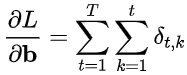 ∂L/∂𝐛 = ∑_{t=1}^{T} ∑_{k=1}^{t} δ_{t,k}